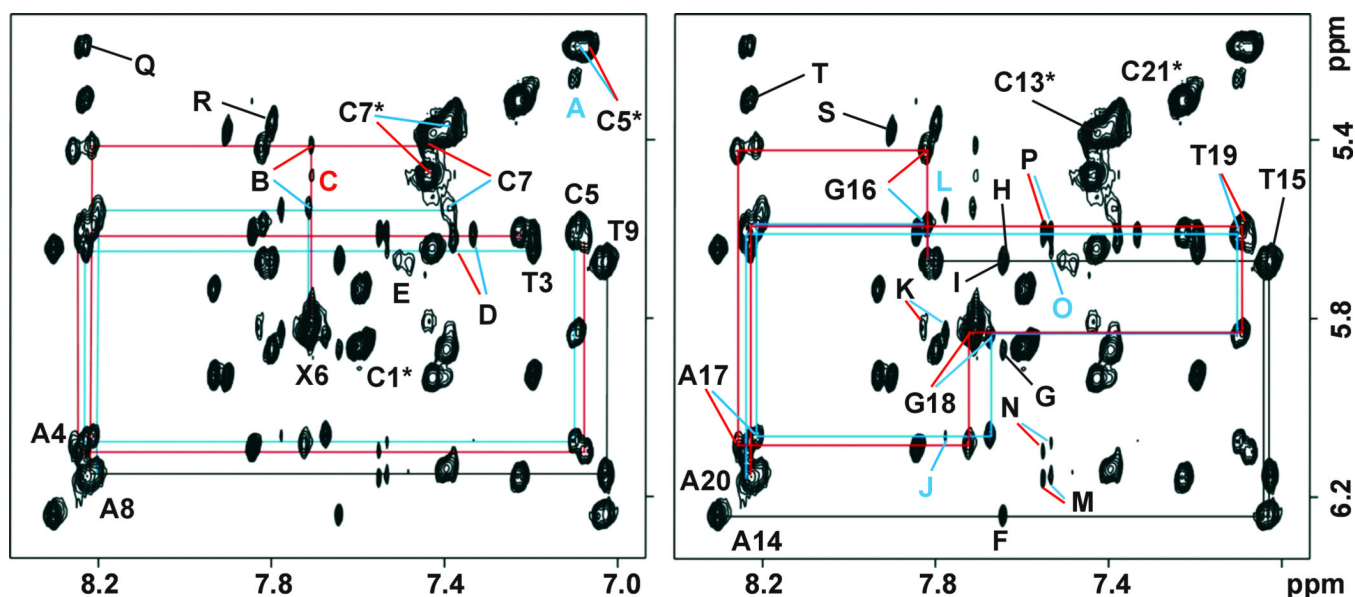 Q
R
A
C5*
C7*
B
C
C7
C5
T9
T3
E
D
X6
C1*
A4
A8
8.2 7.8 7.4 7.0
T
S
C13*
C21*
ppm
5.4
L
P
T19
T15
G16
H
I
O
K
5.8
A17
G18
N
G
A20
J
M
6.2
A14
F
8.2 7.8 7.4 ppm